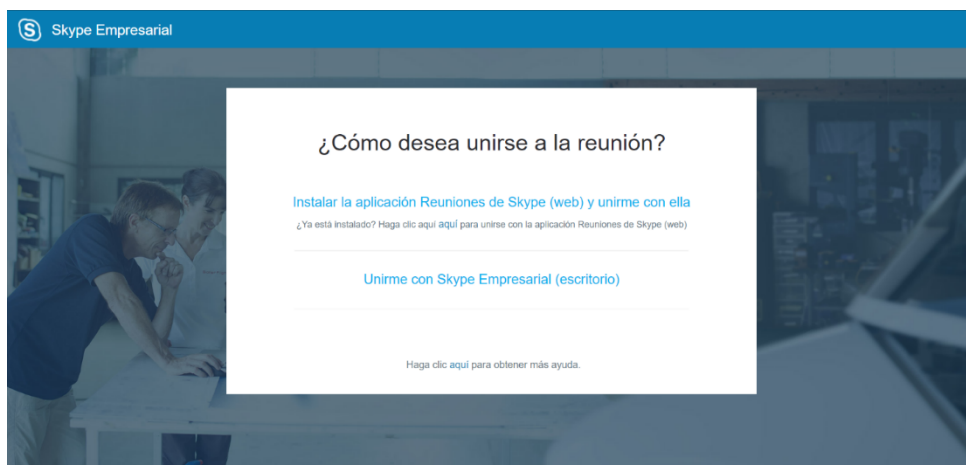 Skype Empresarial
¿Cómo desea unirse a la reunión?
Instalar la aplicación Reuniones de Skype (web) y unirme con ella
¿Ya está instalado? Haga clic aquí aquí para unirse con la aplicación Reuniones de Skype (web)
Unirme con Skype Empresarial (escritorio)
Haga clic aquí para obtener más ayuda.